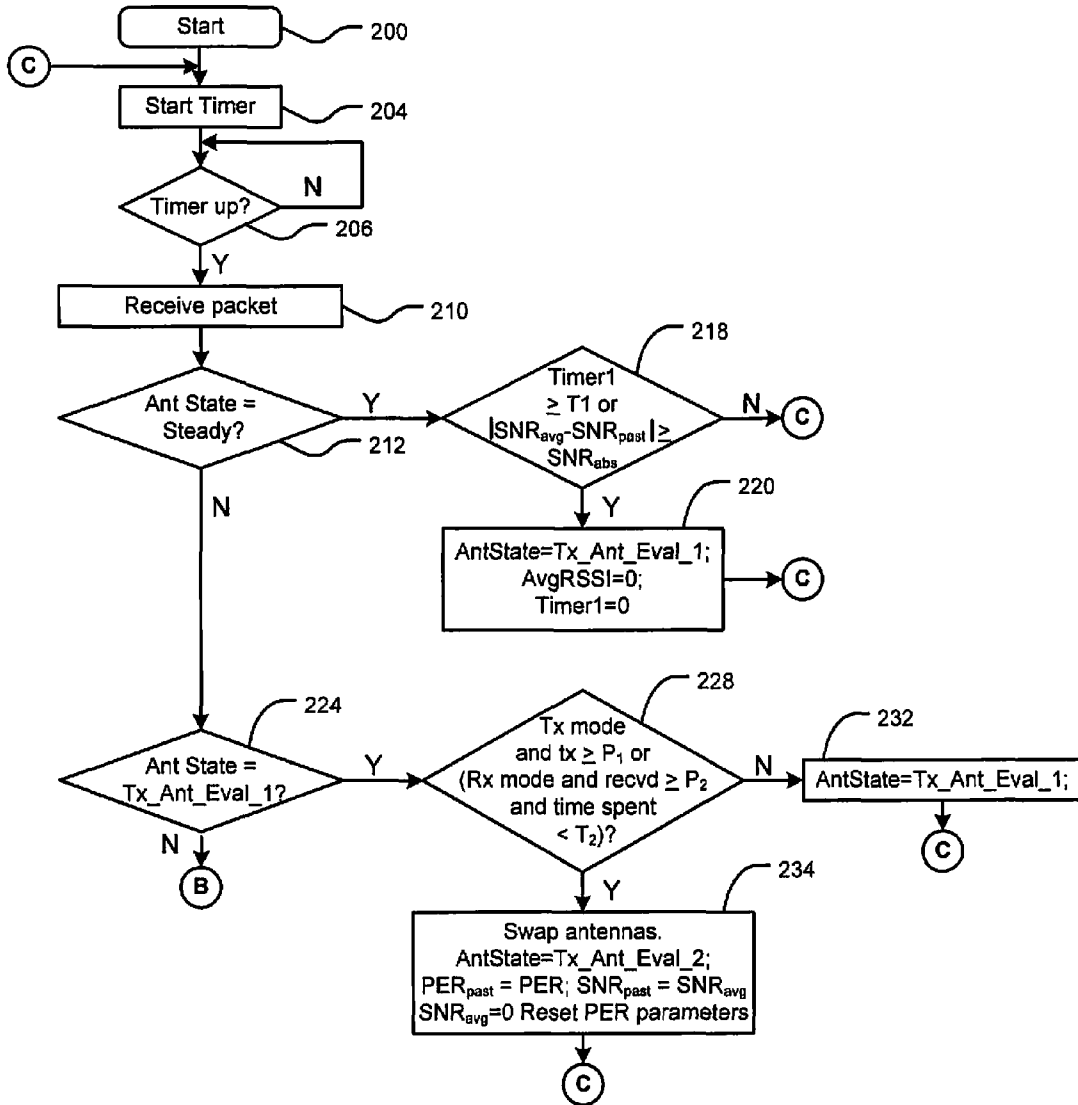 Start
200
C
Start Timer
204
N
Timer up?
206
Y
Receive packet
210
218
Timer1
≥ T1 or
|SNRavg-SNRpast| ≥
SNRabs
N
C
Ant State =
Steady?
Y
212
N
Y
220
AntState=Tx_Ant_Eval_1;
AvgRSSI=0;
Timer1=0
C
224
Ant State =
Tx_Ant_Eval_1?
Y
N
B
228
Tx mode
and tx ≥ P1 or
(Rx mode and recvd ≥ P2
and time spent
< T2)?
N
232
AntState=Tx_Ant_Eval_1;
C
Y
234
Swap antennas.
AntState=Tx_Ant_Eval_2;
PERpast = PER; SNRpast = SNRavg
SNRavg=0 Reset PER parameters
C